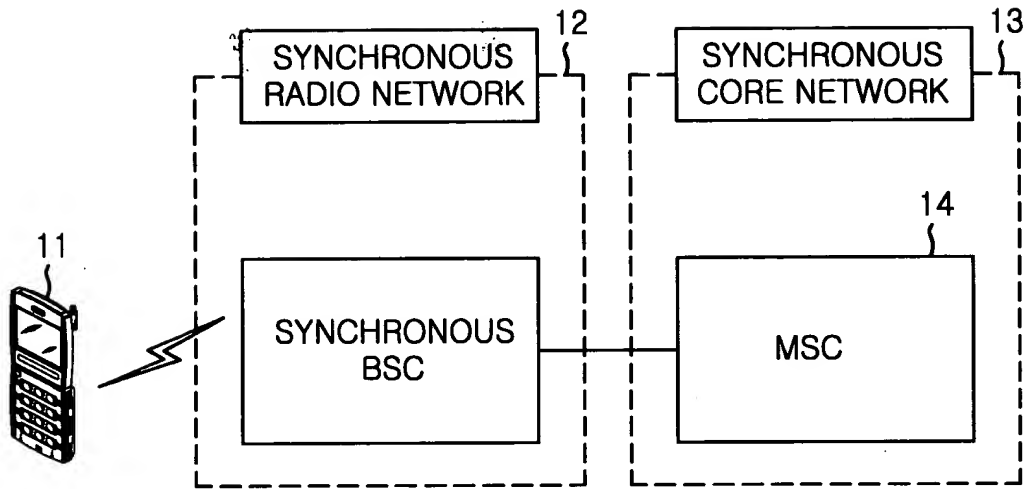 12
13
SYNCHRONOUS
RADIO NETWORK
SYNCHRONOUS
CORE NETWORK
14
11
SYNCHRONOUS
BSC
MSC